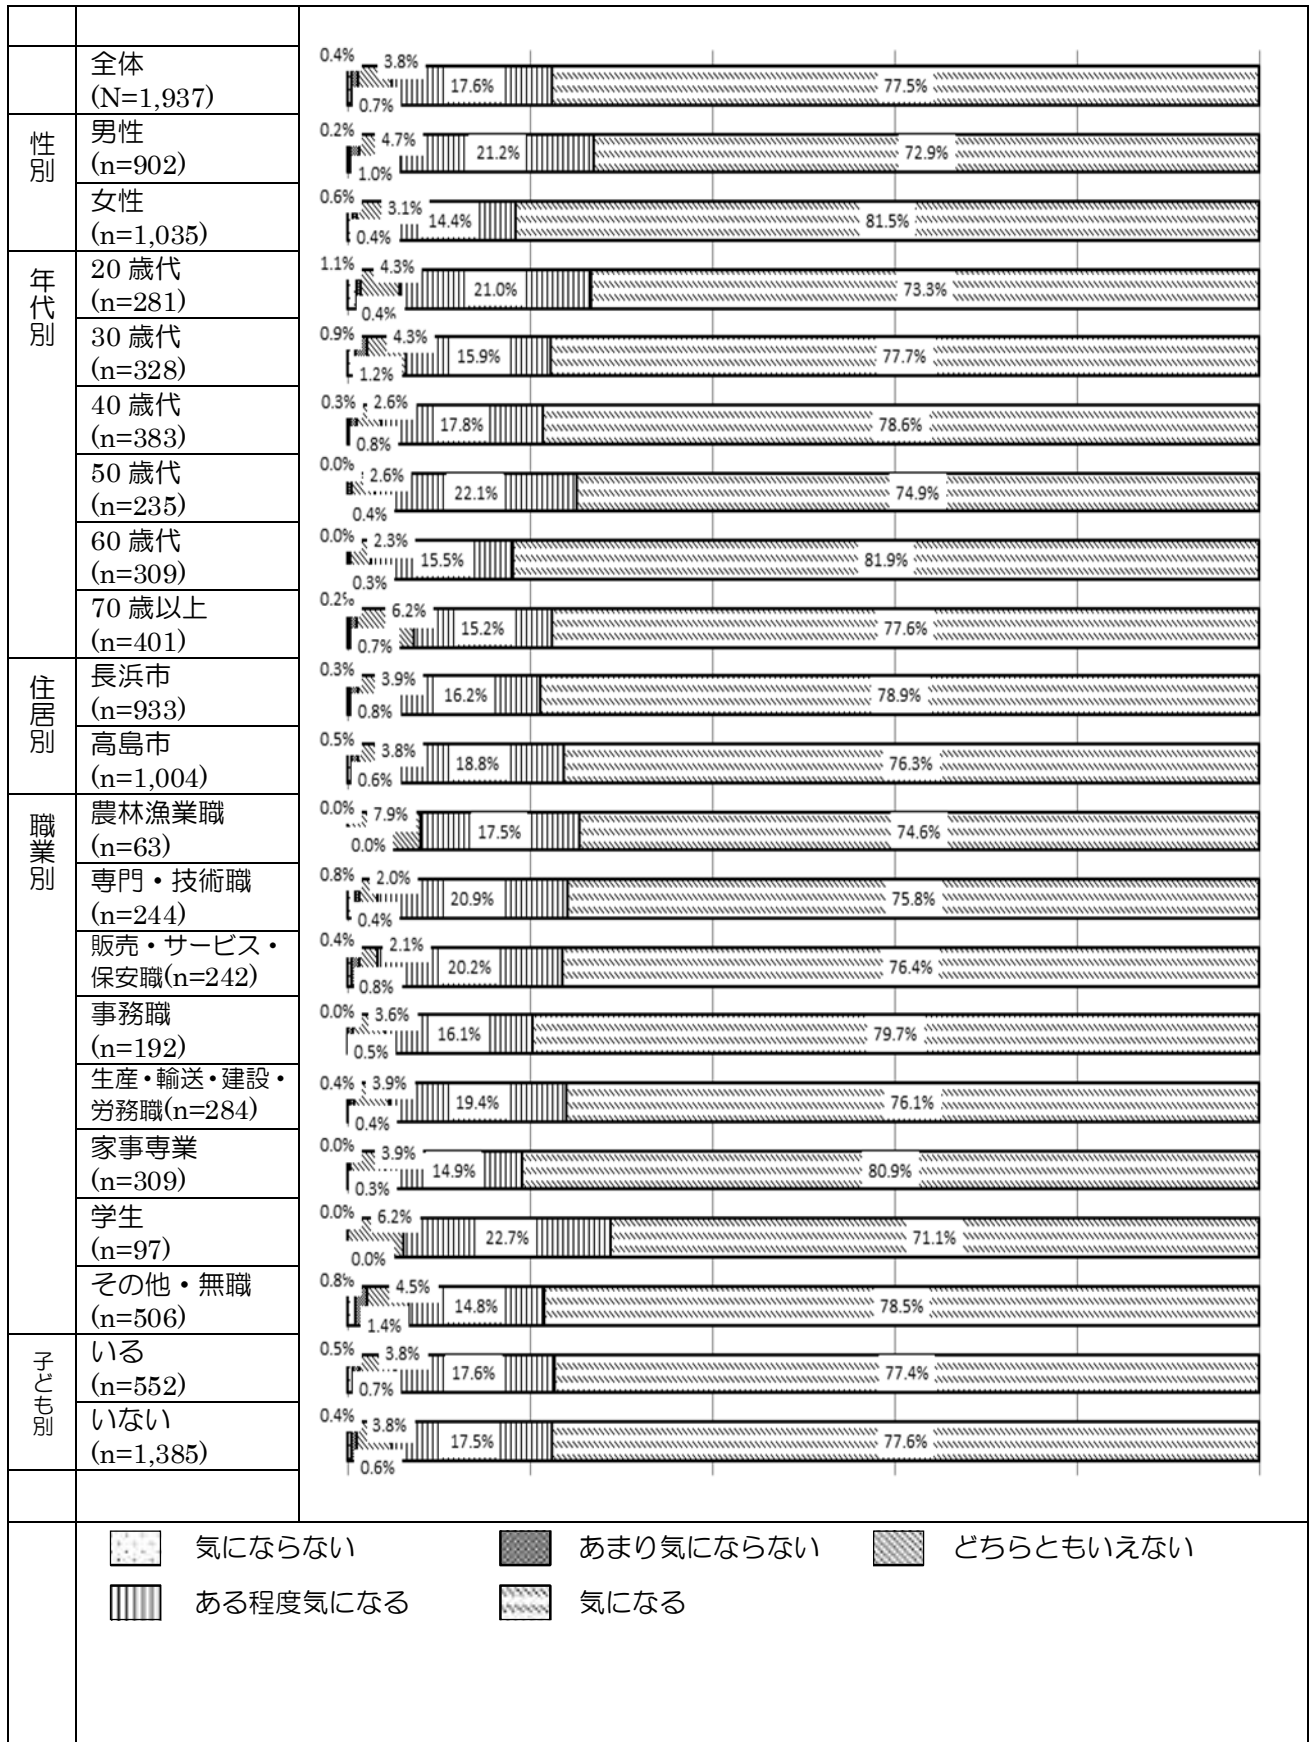 全体
(N=1,937)
0.4%
3.8%
17.6%
77.5%
0.7%
性別
男性
(n=902)
0.2%
4.7%
21.2%
72.9%
1.0%
女性
(n=1,035)
0.6%
3.1%
14.4%
81.5%
0.4%
年代別
20 歳代
(n=281)
1.1%
4.3%
21.0%
73.3%
0.4%
30 歳代
(n=328)
0.9%
4.3%
15.9%
77.7%
1.2%
40 歳代
(n=383)
0.3%
2.6%
17.8%
78.6%
0.8%
50 歳代
(n=235)
0.0%
2.6%
22.1%
74.9%
0.4%
60 歳代
(n=309)
0.0%
2.3%
15.5%
81.9%
0.3%
70 歳以上
(n=401)
0.2%
6.2%
15.2%
77.6%
0.7%
住居別
長浜市
(n=933)
0.3%
3.9%
16.2%
78.9%
0.8%
高島市
(n=1,004)
0.5%
3.8%
18.8%
76.3%
0.6%
職業別
農林漁業職
(n=63)
0.0%
7.9%
17.5%
74.6%
0.0%
専門・技術職
(n=244)
0.8%
2.0%
20.9%
75.8%
0.4%
販売・サービス・
保安職(n=242)
0.4%
2.1%
20.2%
76.4%
0.8%
事務職
(n=192)
0.0%
3.6%
16.1%
79.7%
0.5%
生産・輸送・建設・
労務職(n=284)
0.4%
3.9%
19.4%
76.1%
0.4%
家事専業
(n=309)
0.0%
3.9%
14.9%
80.9%
0.3%
学生
(n=97)
0.0%
6.2%
22.7%
71.1%
0.0%
その他・無職
(n=506)
0.8%
4.5%
14.8%
78.5%
1.4%
子ども別
いる
(n=552)
0.5%
3.8%
17.6%
77.4%
0.7%
いない
(n=1,385)
0.4%
3.8%
17.5%
77.6%
0.6%
気にならない
あまり気にならない
どちらともいえない
ある程度気になる
気になる